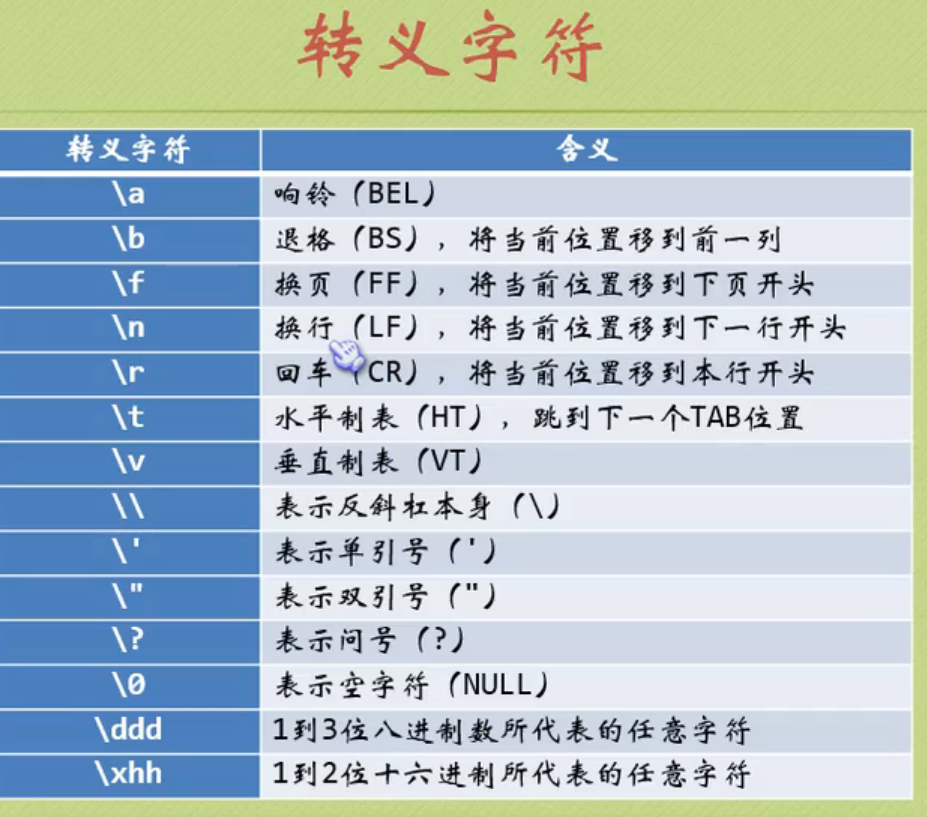 转义字符
转义字符 含义
\a 响铃（BEL）
\b 退格（BS），将当前位置移到前一列
\f 换页（FF），将当前位置移到下页开头
\n 换行（LF），将当前位置移到下一行开头
\r 回车（CR），将当前位置移到本行开头
\t 水平制表（HT），跳到下一个TAB位置
\v 垂直制表（VT）
\\ 表示反斜杠本身（\）
\' 表示单引号（'）
\" 表示双引号（"）
\? 表示问号（?）
\0 表示空字符（NULL）
\ddd 1到3位八进制数所代表的任意字符
\xhh 1到2位十六进制所代表的任意字符